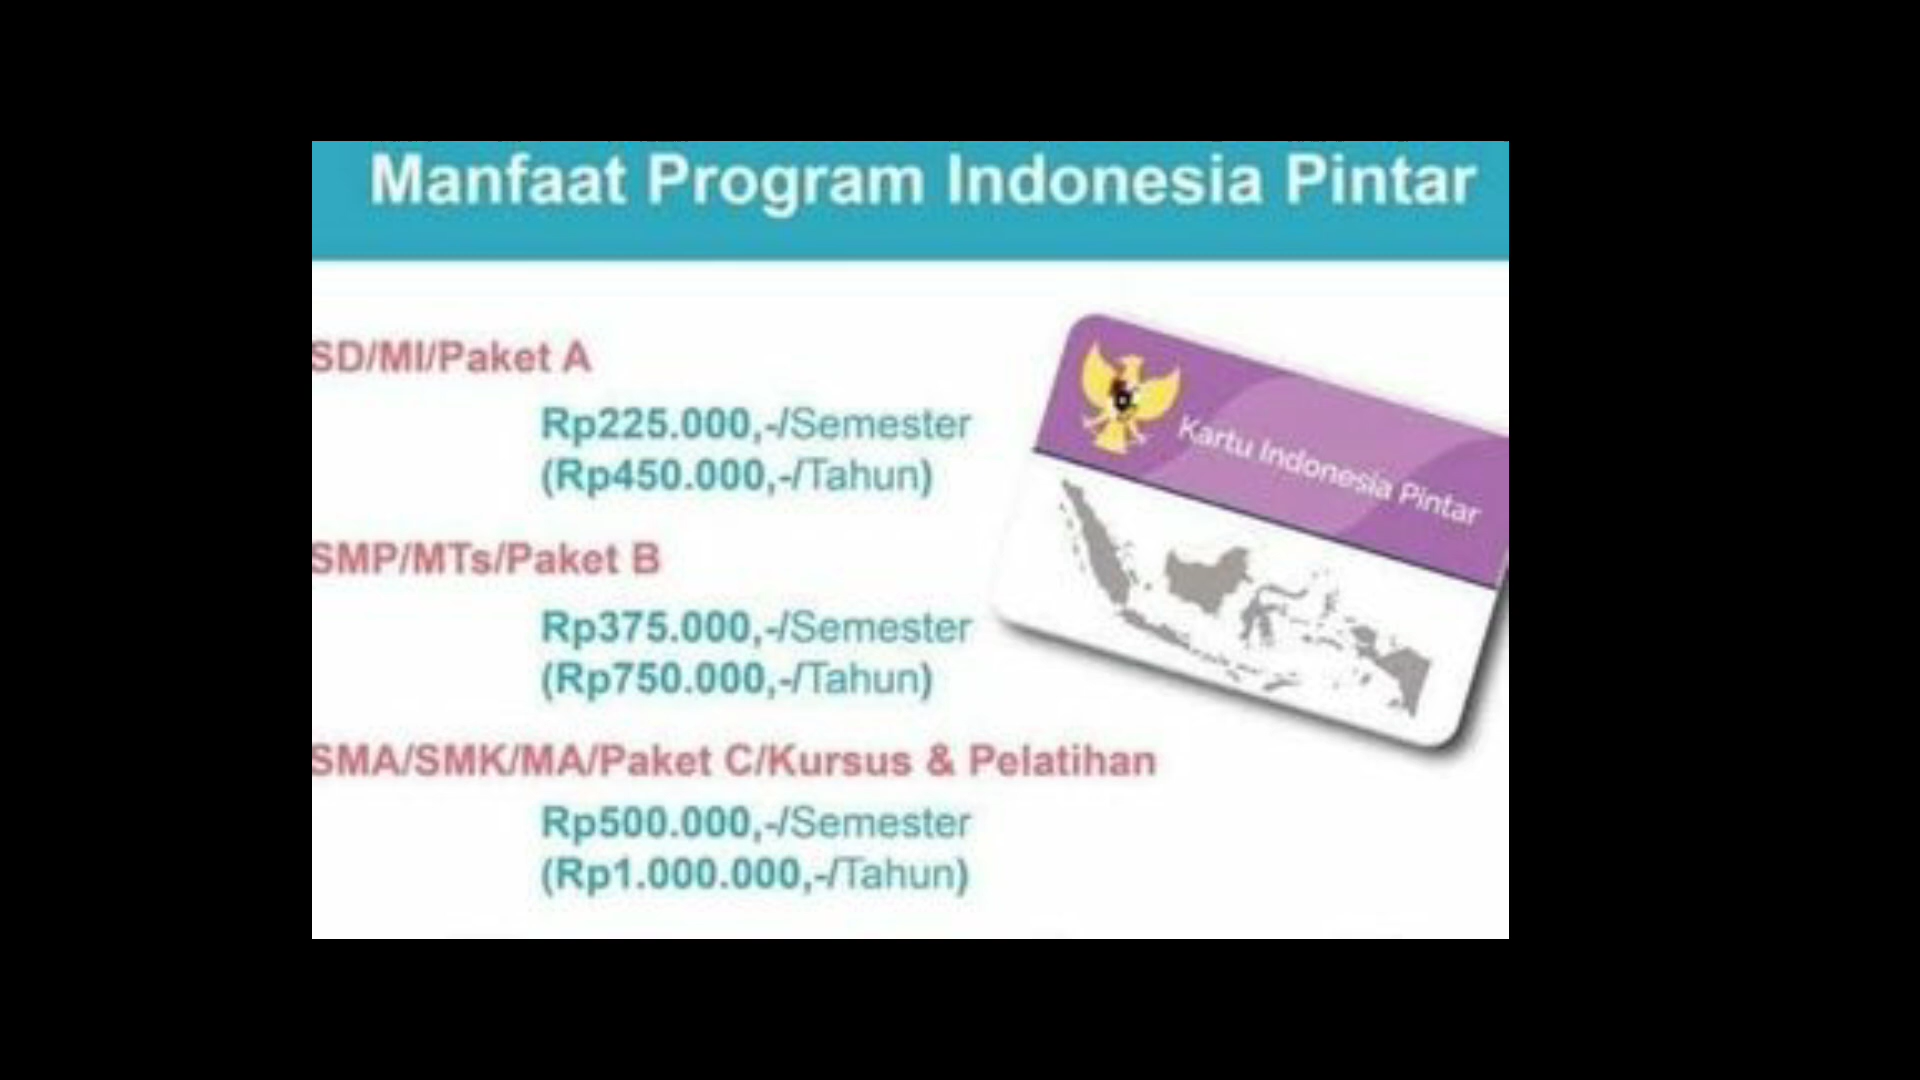 Manfaat Program Indonesia Pintar
SD/MI/Paket A
Rp225.000,-/Semester
(Rp450.000,-/Tahun)
SMP/MTs/Paket B
Rp375.000,-/Semester
(Rp750.000,-/Tahun)
SMA/SMK/MA/Paket C/Kursus & Pelatihan
Rp500.000,-/Semester
(Rp1.000.000,-/Tahun)
Kartu Indonesia Pintar